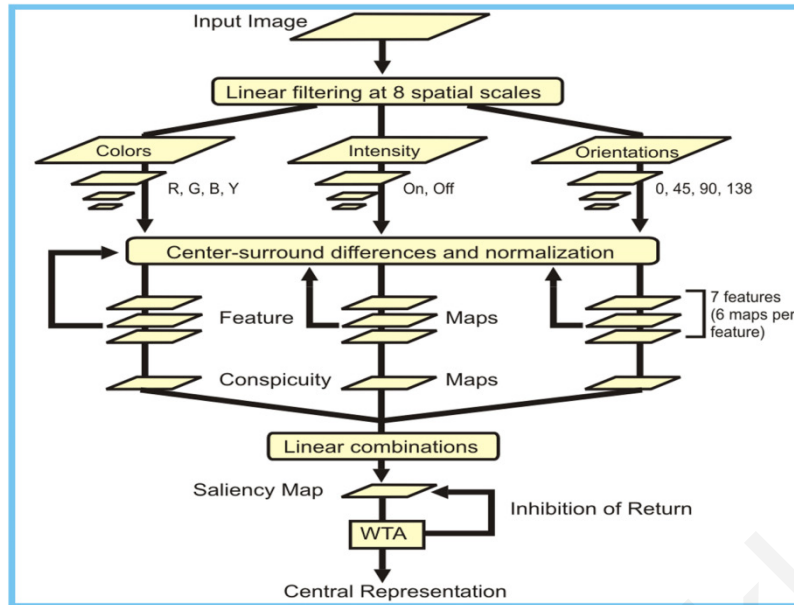 Input Image
Linear filtering at 8 spatial scales
Colors
Intensity
Orientations
R, G, B, Y
On, Off
0, 45, 90, 138
Center-surround differences and normalization
Feature
Maps
7 features
(6 maps per
feature)
Conspicuity
Maps
Linear combinations
Saliency Map
Inhibition of Return
WTA
Central Representation